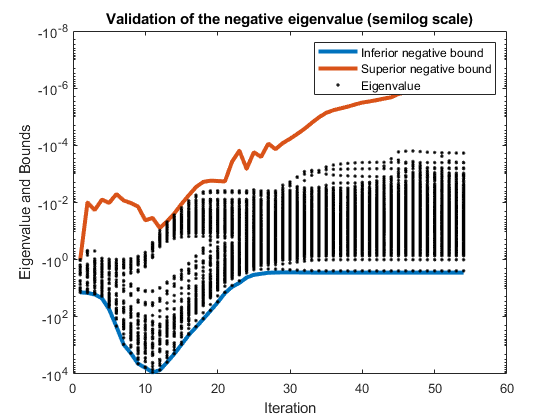 Validation of the negative eigenvalue (semilog scale)
-10^-8
-10^-6
-10^-4
-10^-2
-10^0
-10^2
-10^4
Eigenvalue and Bounds
Inferior negative bound
Superior negative bound
Eigenvalue
0 10 20 30 40 50 60
Iteration